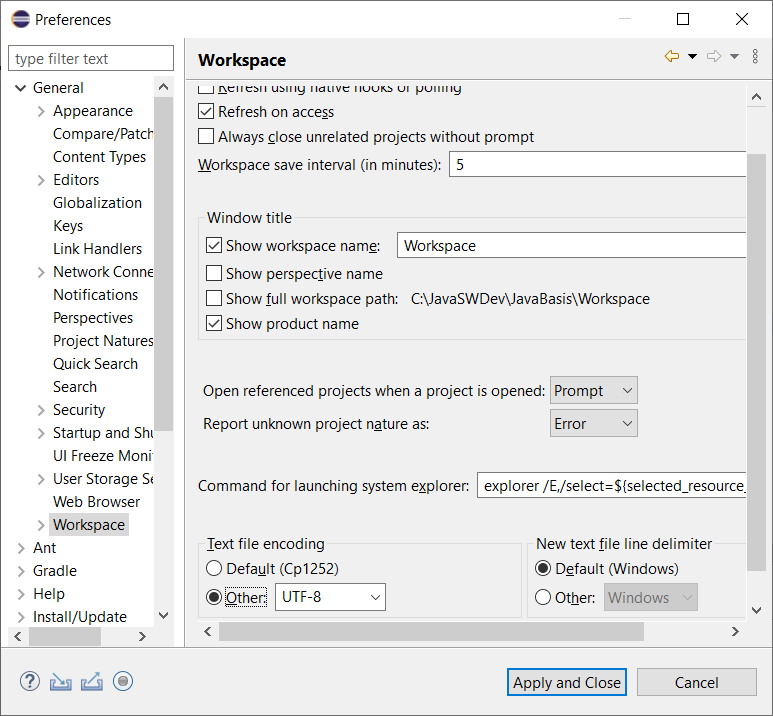 Preferences
type filter text
General
Appearance
Compare/Patch
Content Types
Editors
Globalization
Keys
Link Handlers
Network Conne
Notifications
Perspectives
Project Natures
Quick Search
Search
Security
Startup and Shu
UI Freeze Moni
User Storage Se
Web Browser
Workspace
Ant
Gradle
Help
Install/Update
Workspace
Refresh using native hooks or polling
Refresh on access
Always close unrelated projects without prompt
Workspace save interval (in minutes): 5
Window title
Show workspace name: Workspace
Show perspective name
Show full workspace path: C:\JavaSWDev\JavaBasis\Workspace
Show product name
Open referenced projects when a project is opened: Prompt
Report unknown project nature as: Error
Command for launching system explorer: explorer /E,/select=${selected_resource_
Text file encoding
Default (Cp1252)
Other: UTF-8
New text file line delimiter
Default (Windows)
Other: Windows
Apply and Close
Cancel